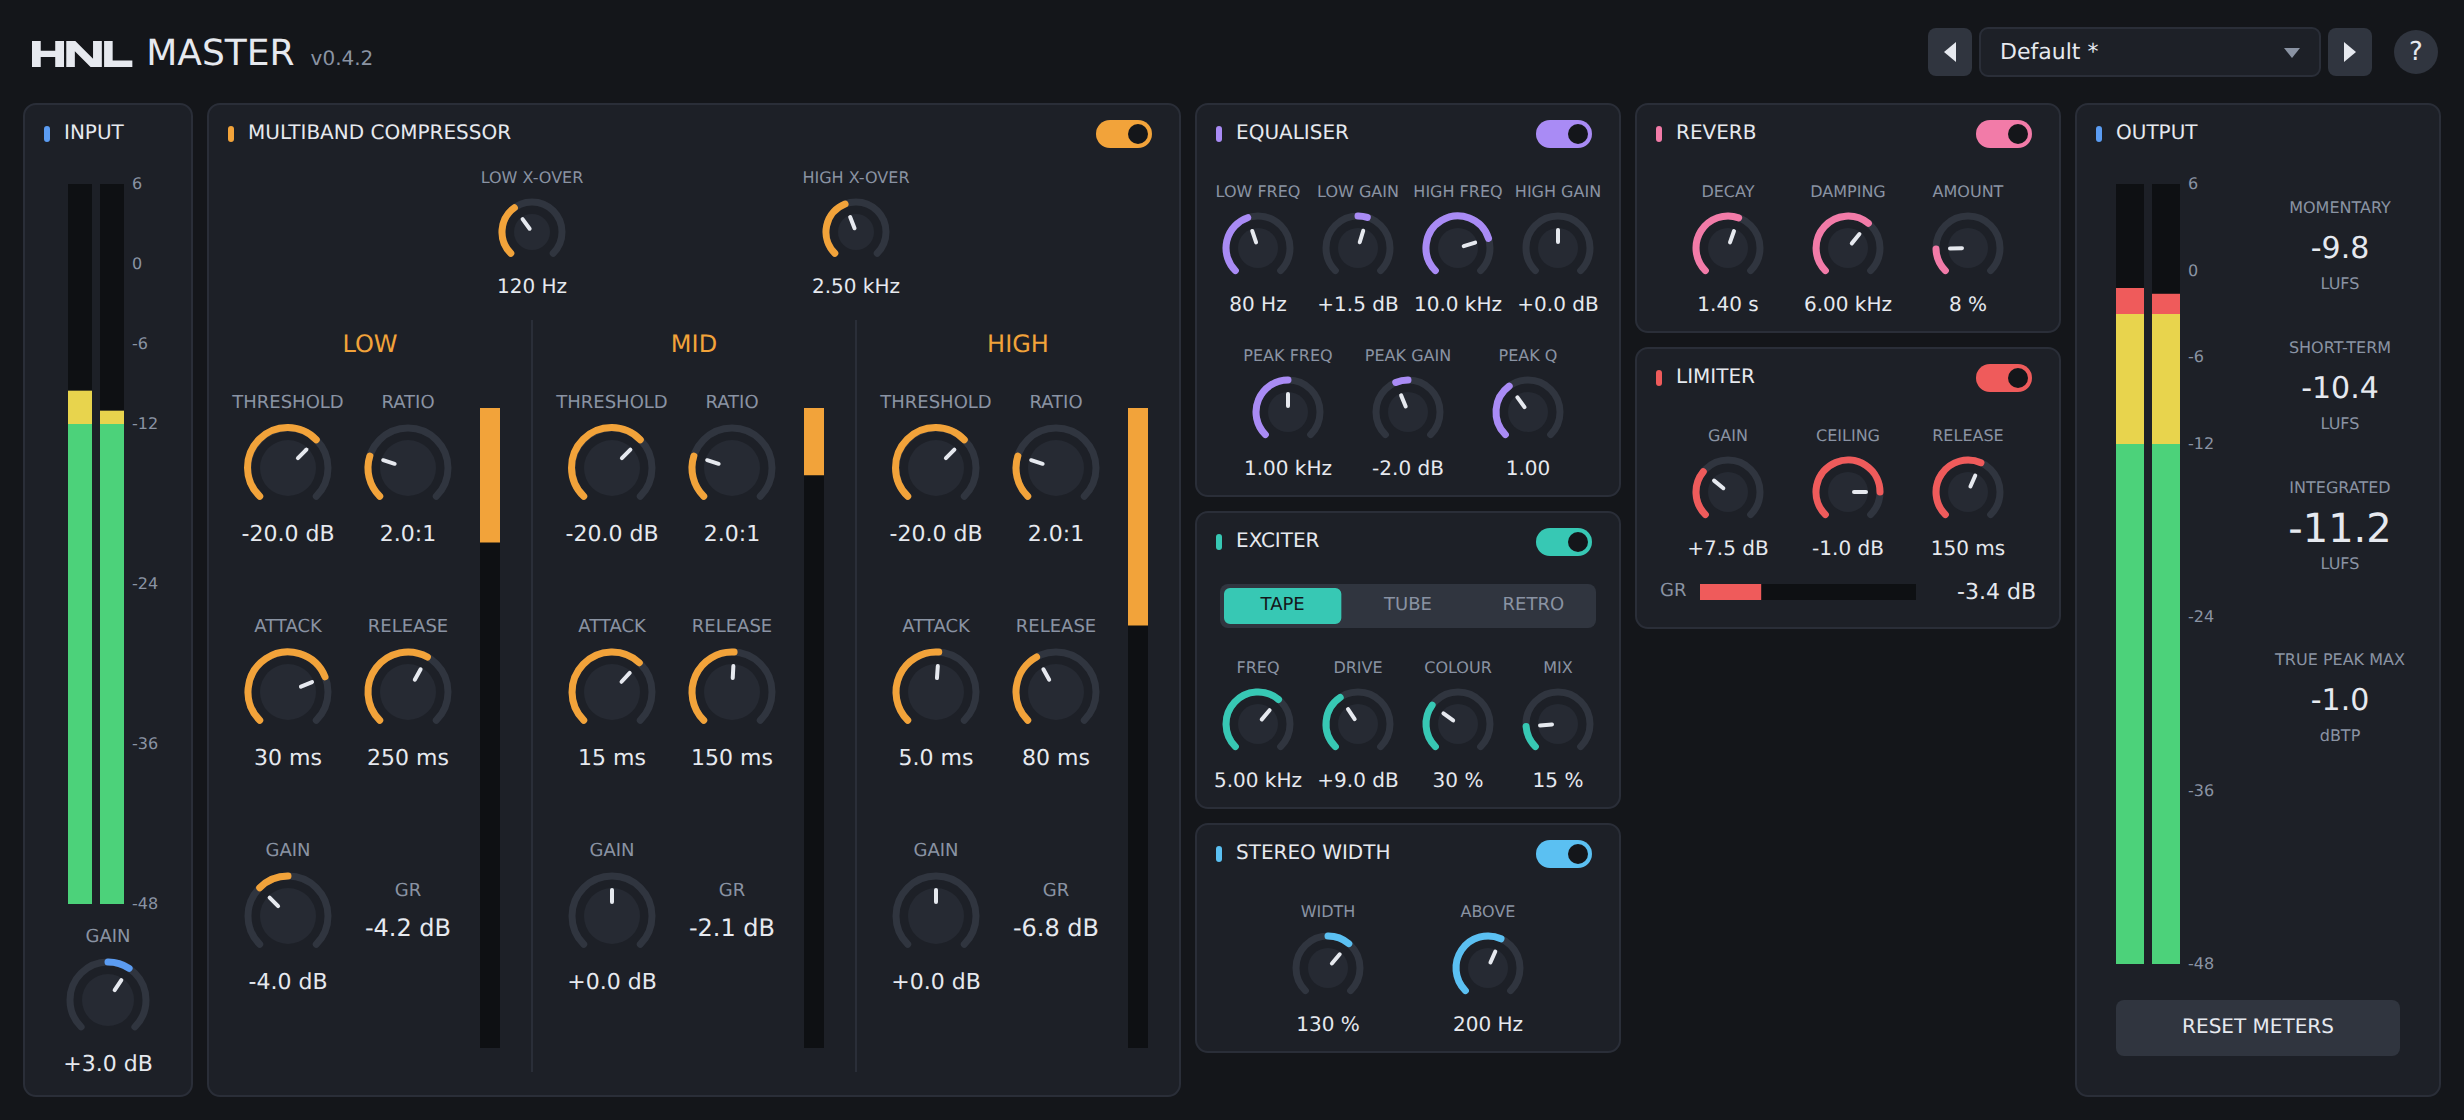 HNL MASTER v0.4.2
Default *
?
INPUT
6
0
-6
-12
-24
-36
-48
GAIN
+3.0 dB
MULTIBAND COMPRESSOR
LOW X-OVER HIGH X-OVER
120 Hz 2.50 kHz
LOW
THRESHOLD RATIO
-20.0 dB 2.0:1
ATTACK RELEASE
30 ms 250 ms
GAIN GR
-4.0 dB -4.2 dB
MID
THRESHOLD RATIO
-20.0 dB 2.0:1
ATTACK RELEASE
15 ms 150 ms
GAIN GR
+0.0 dB -2.1 dB
HIGH
THRESHOLD RATIO
-20.0 dB 2.0:1
ATTACK RELEASE
5.0 ms 80 ms
GAIN GR
+0.0 dB -6.8 dB
EQUALISER
LOW FREQ LOW GAIN HIGH FREQ HIGH GAIN
80 Hz +1.5 dB 10.0 kHz +0.0 dB
PEAK FREQ PEAK GAIN PEAK Q
1.00 kHz -2.0 dB 1.00
EXCITER
TAPE TUBE RETRO
FREQ DRIVE COLOUR MIX
5.00 kHz +9.0 dB 30 % 15 %
STEREO WIDTH
WIDTH ABOVE
130 % 200 Hz
REVERB
DECAY DAMPING AMOUNT
1.40 s 6.00 kHz 8 %
LIMITER
GAIN CEILING RELEASE
+7.5 dB -1.0 dB 150 ms
GR -3.4 dB
OUTPUT
6
0
-6
-12
-24
-36
-48
MOMENTARY
-9.8
LUFS
SHORT-TERM
-10.4
LUFS
INTEGRATED
-11.2
LUFS
TRUE PEAK MAX
-1.0
dBTP
RESET METERS